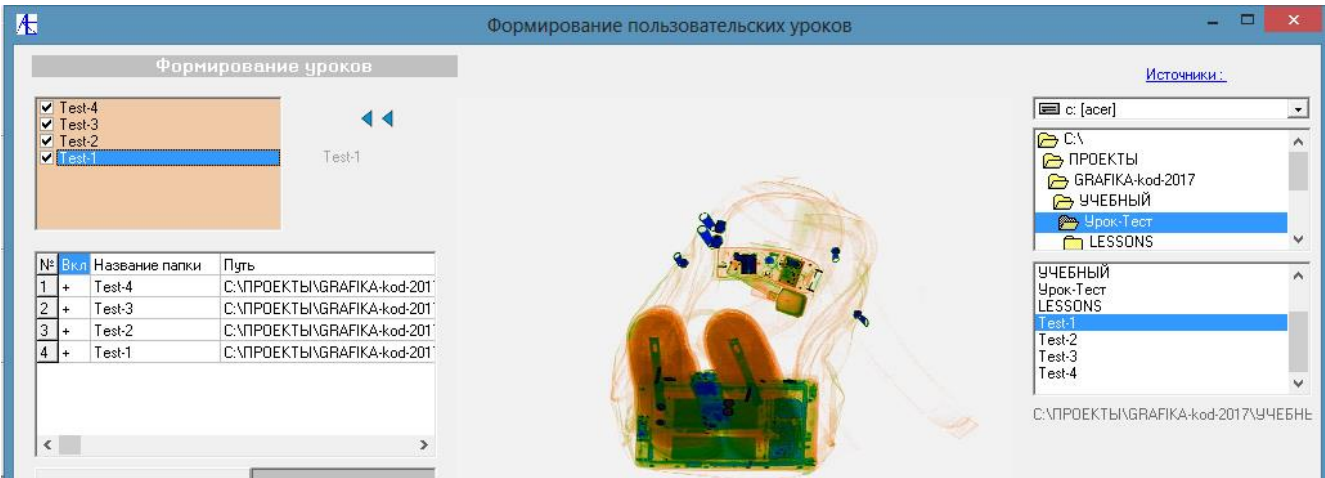 Формирование пользовательских уроков
Формирование уроков
Test-4
Test-3
Test-2
Test-1
Test-1
№ Вкл Название папки Путь
1 + Test-4 C:\ПРОЕКТЫ\GRAFIKA-kod-201
2 + Test-3 C:\ПРОЕКТЫ\GRAFIKA-kod-201
3 + Test-2 C:\ПРОЕКТЫ\GRAFIKA-kod-201
4 + Test-1 C:\ПРОЕКТЫ\GRAFIKA-kod-201
Источники :
c: [acer]
C:\
ПРОЕКТЫ
GRAFIKA-kod-2017
УЧЕБНЫЙ
Урок-Тест
LESSONS
УЧЕБНЫЙ
Урок-Тест
LESSONS
Test-1
Test-2
Test-3
Test-4
C:\ПРОЕКТЫ\GRAFIKA-kod-2017\УЧЕБНЬ